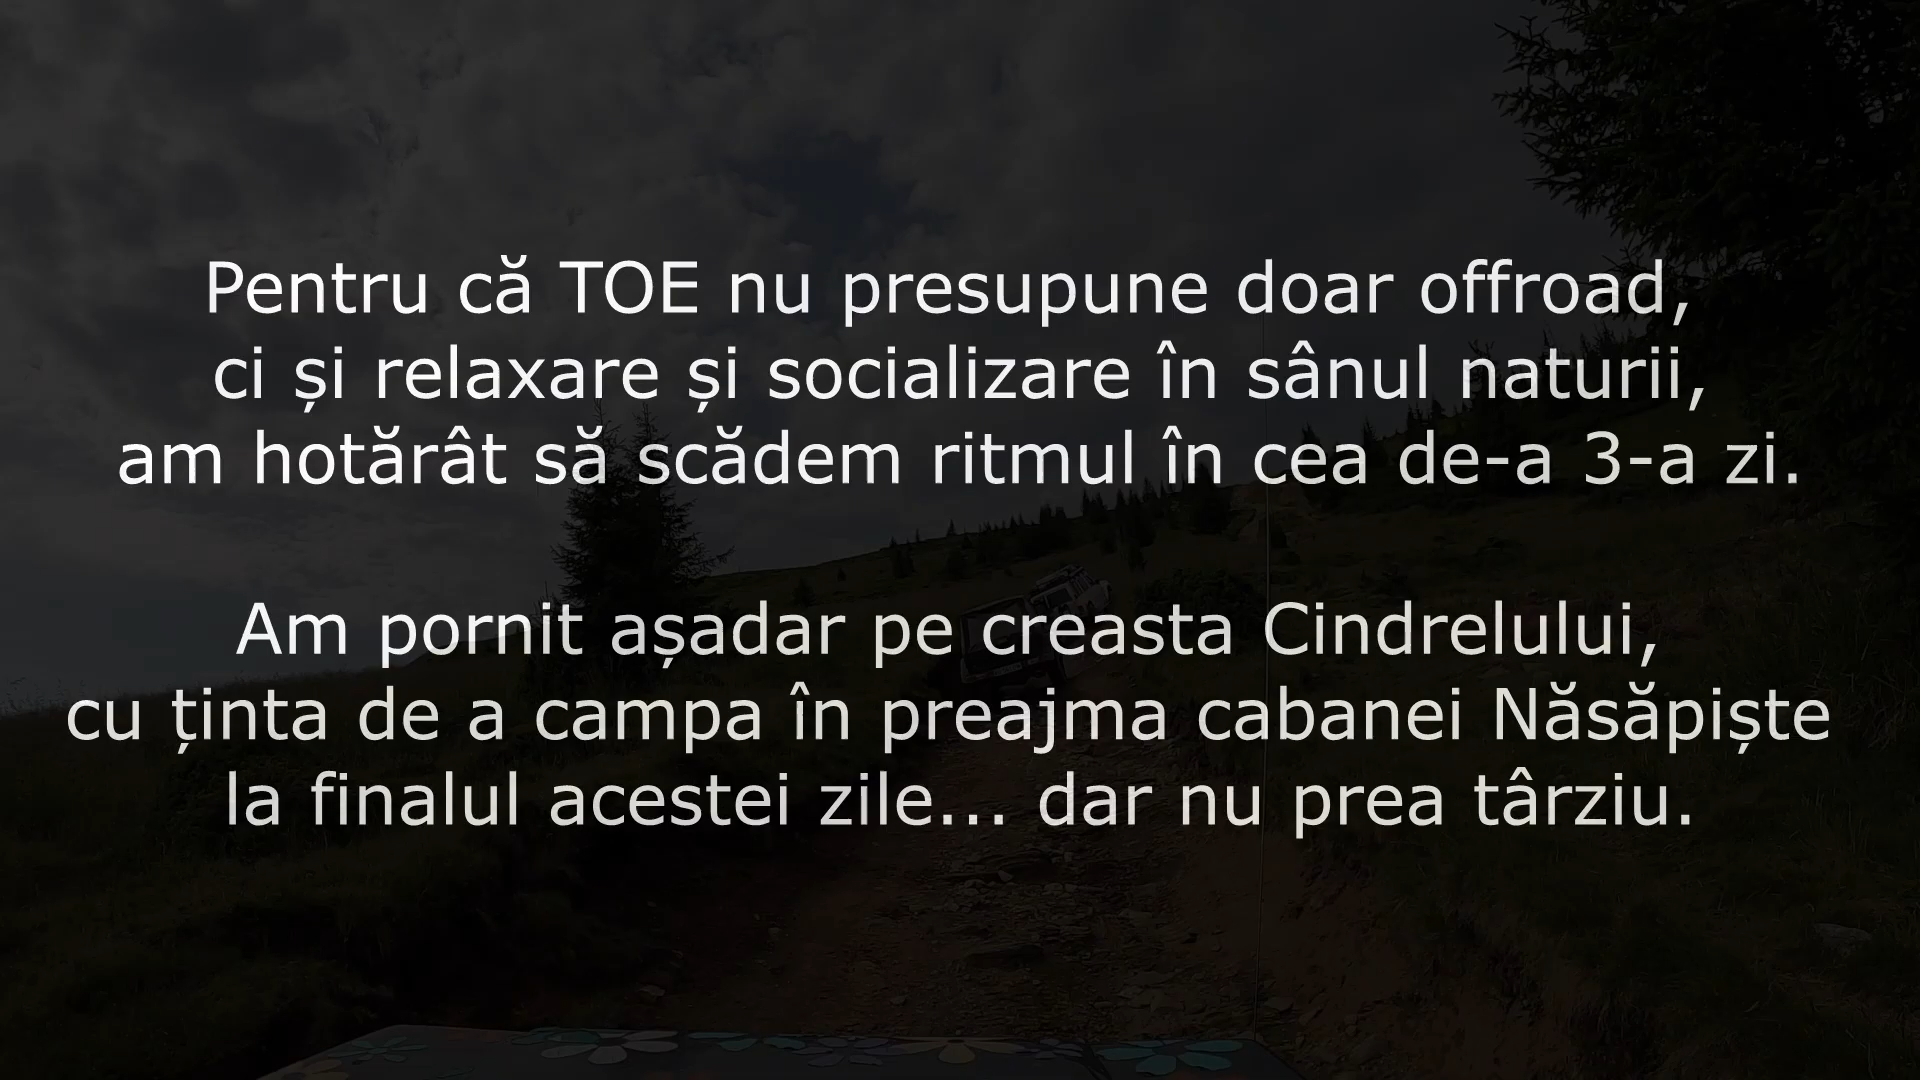 Pentru că TOE nu presupune doar offroad,
ci și relaxare și socializare în sânul naturii,
am hotărât să scădem ritmul în cea de-a 3-a zi.
Am pornit așadar pe creasta Cindrelului,
cu ținta de a campa în preajma cabanei Năsăpiște
la finalul acestei zile... dar nu prea târziu.